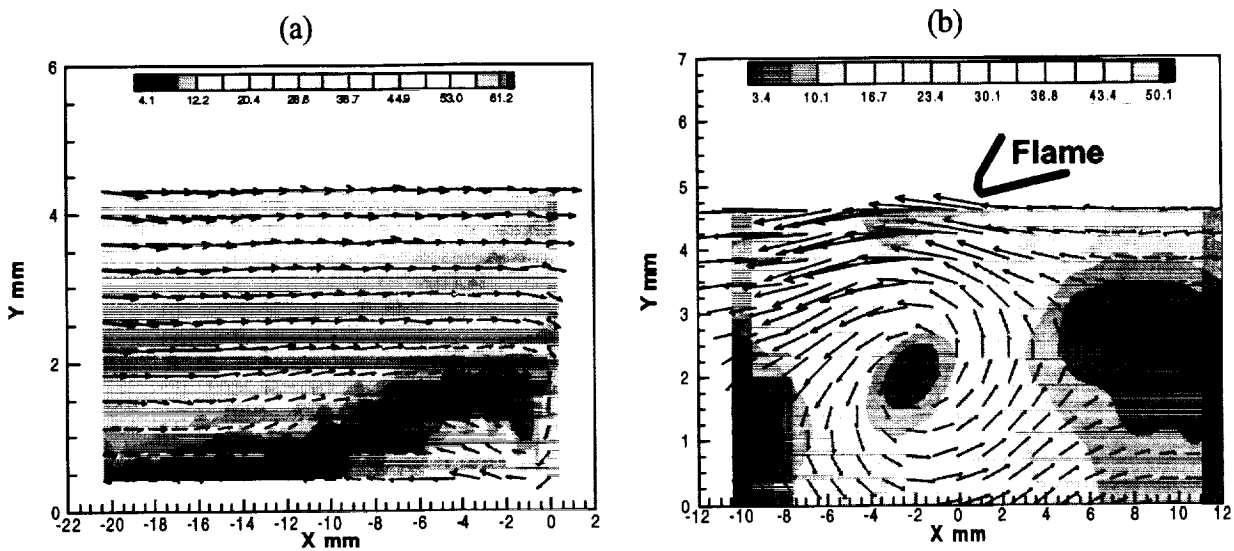 (a)
(b)
6
4.1 12.2 20.4 28.6 36.7 44.9 53.0 61.2
4
Y mm
2
0
-22 -20 -18 -16 -14 -12 -10 -8 -6 -4 -2 0 2
X mm
7
3.4 10.1 16.7 23.4 30.1 36.8 43.4 50.1
6
Flame
5
4
Y mm
3
2
1
0
-12 -10 -8 -6 -4 -2 0 2 4 6 8 10 12
X mm